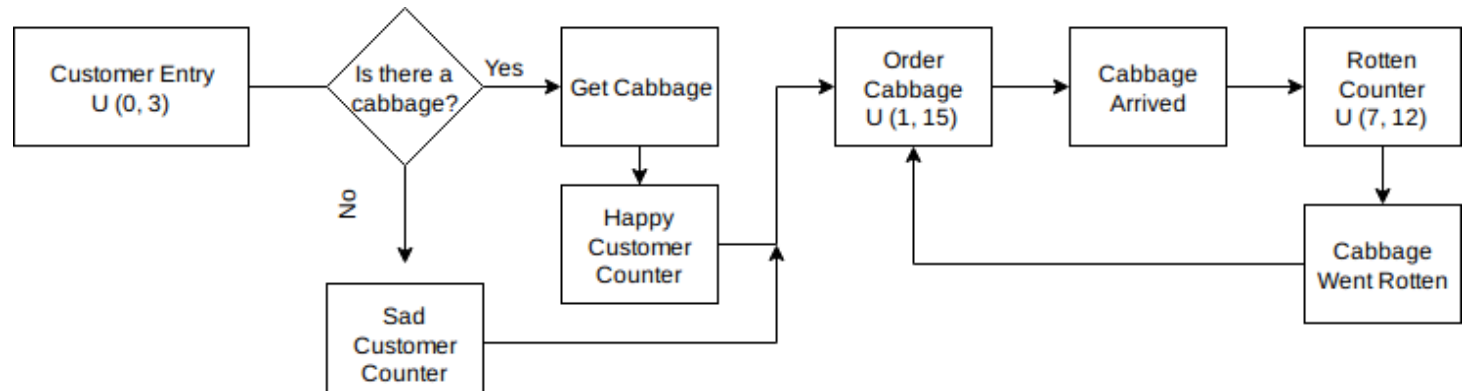 Customer Entry
U (0, 3)
Is there a
cabbage?
Yes
No
Get Cabbage
Happy
Customer
Counter
Sad
Customer
Counter
Order
Cabbage
U (1, 15)
Cabbage
Arrived
Rotten
Counter
U (7, 12)
Cabbage
Went Rotten